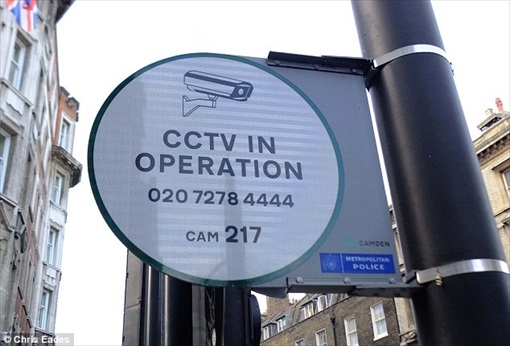 CCTV IN
OPERATION
020 7278 4444
CAM 217
CAMDEN
METROPOLITAN
POLICE
© Chris Eades